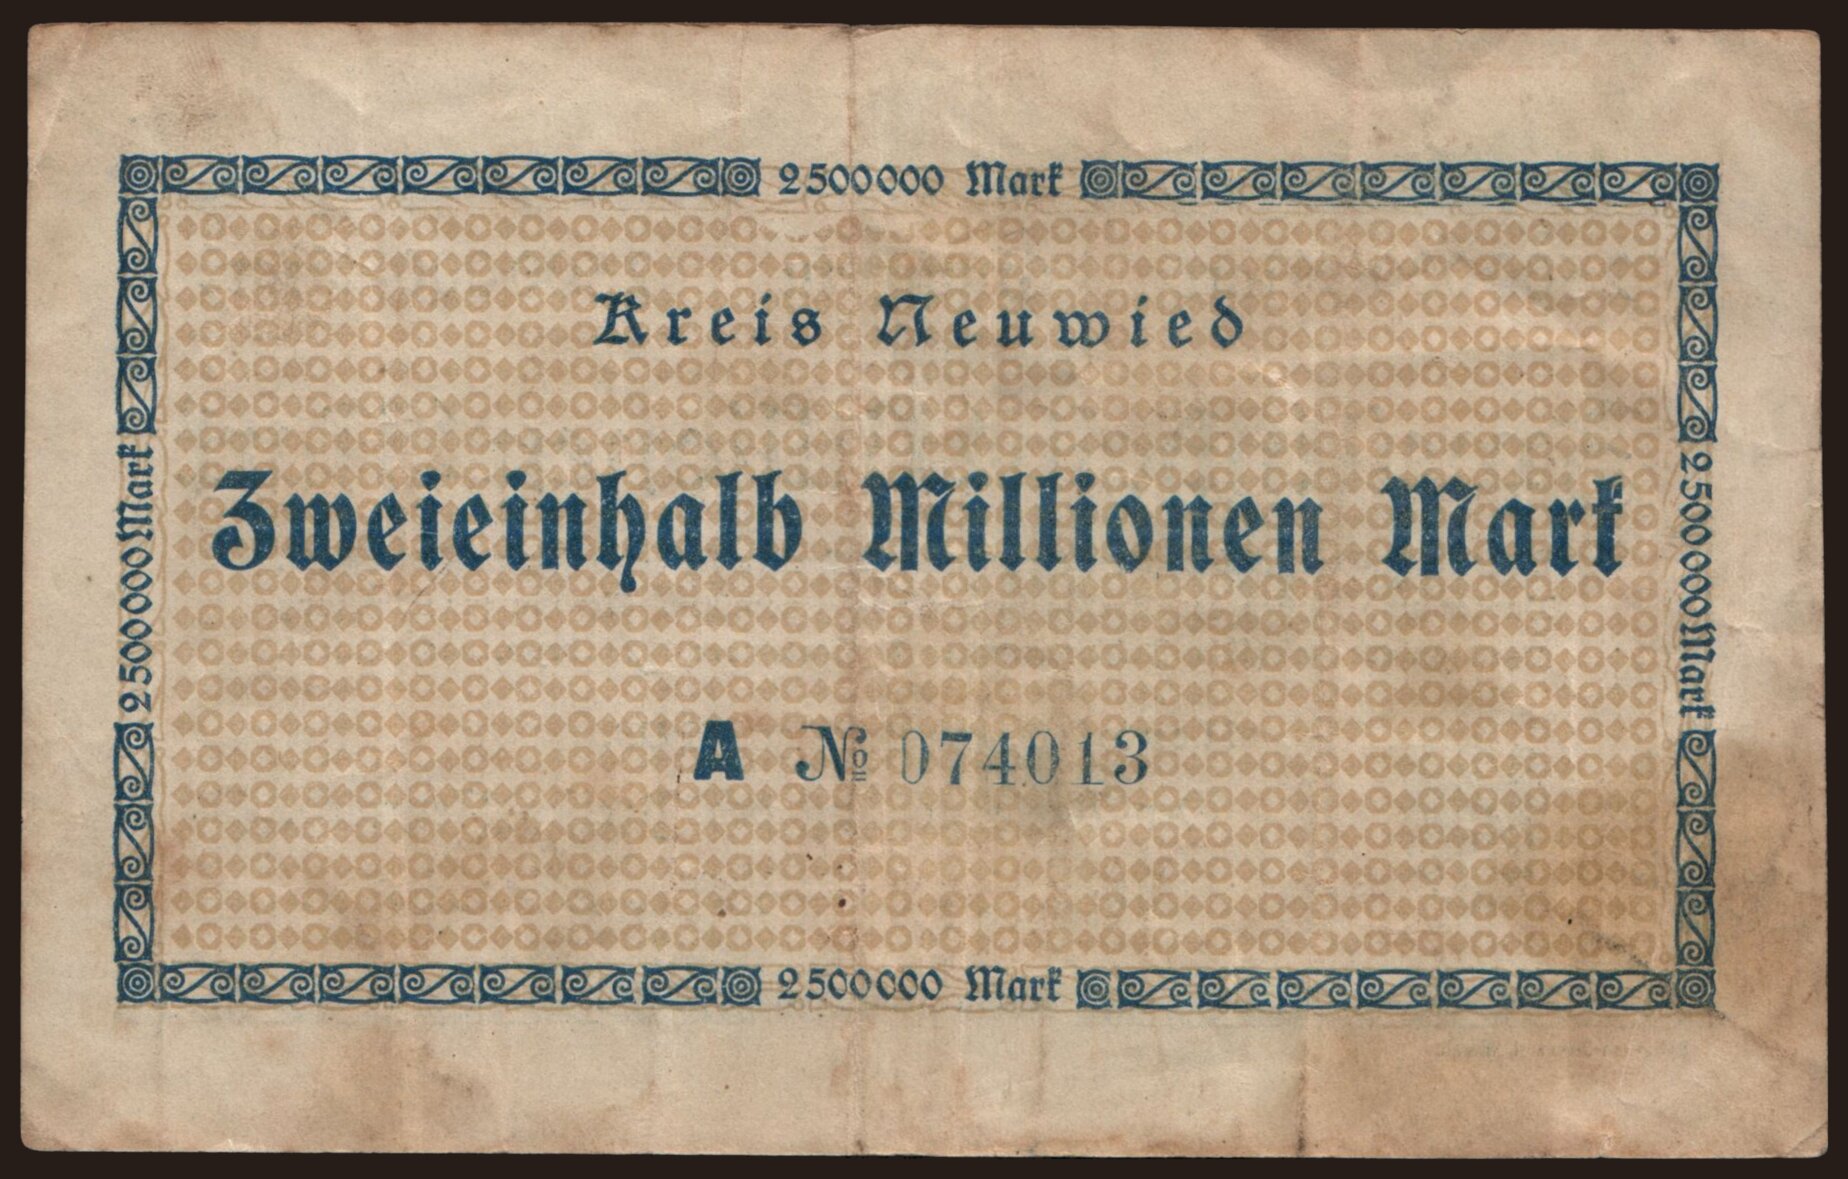 2500000 Mark
Kreis Neuwied
2500000 Mark
Zweieinhalb Millionen Mark
2500000 Mark
A № 074013
2500000 Mark